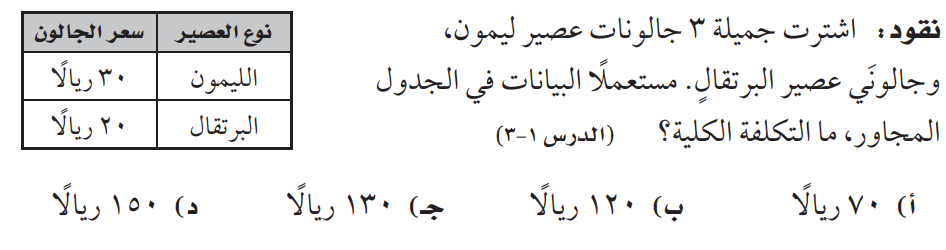 نقود: اشترت جميلة ٣ جالونات عصير ليمون،
وجالونَي عصير البرتقالٍ. مستعملًا البيانات في الجدول
المجاور، ما التكلفة الكلية؟ (الدرس ١-٣)
نوع العصير سعر الجالون
الليمون ٣٠ ريالًا
البرتقال ٢٠ ريالًا
أ) ٧٠ ريالًا ب) ١٢٠ ريالًا جـ) ١٣٠ ريالًا د) ١٥٠ ريالًا